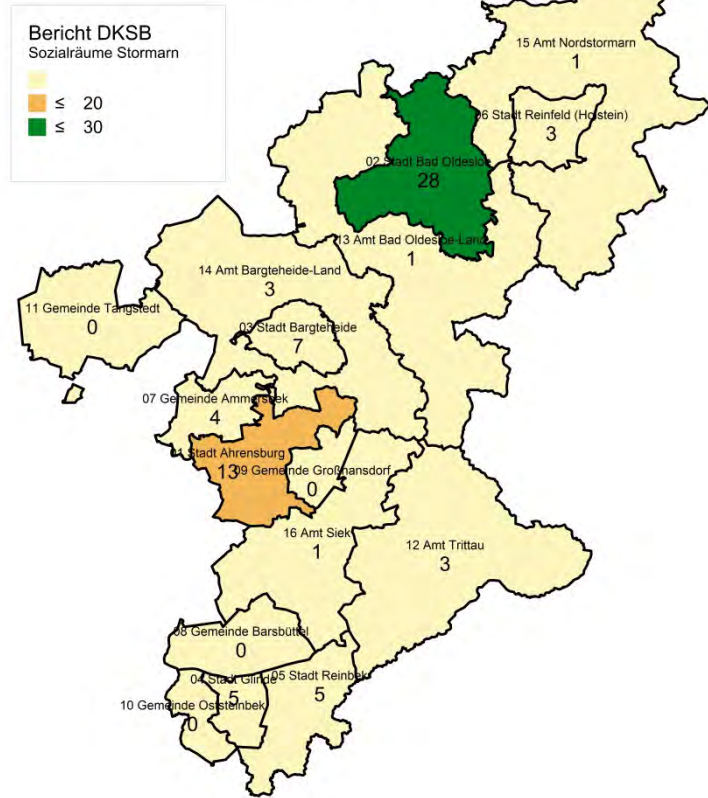 Bericht DKSB
Sozialräume Stormarn
≤ 20
≤ 30
15 Amt Nordstormarn
1
06 Stadt Reinfeld (Holstein)
3
02 Stadt Bad Oldesloe
28
13 Amt Bad Oldesloe-Land
1
14 Amt Bargteheide-Land
3
11 Gemeinde Tangstedt
0
03 Stadt Bargteheide
7
07 Gemeinde Ammersbek
4
01 Stadt Ahrensburg
13
09 Gemeinde Großhansdorf
0
16 Amt Siek
1
12 Amt Trittau
3
08 Gemeinde Barsbüttel
0
04 Stadt Glinde
5
05 Stadt Reinbek
5
10 Gemeinde Oststeinbek
0